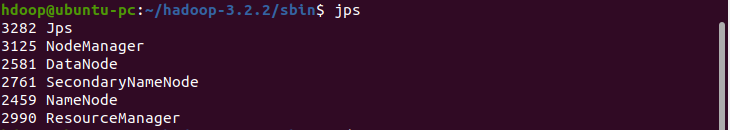 hdoop@ubuntu-pc:~/hadoop-3.2.2/sbin$ jps
3282 Jps
3125 NodeManager
2581 DataNode
2761 SecondaryNameNode
2459 NameNode
2990 ResourceManager